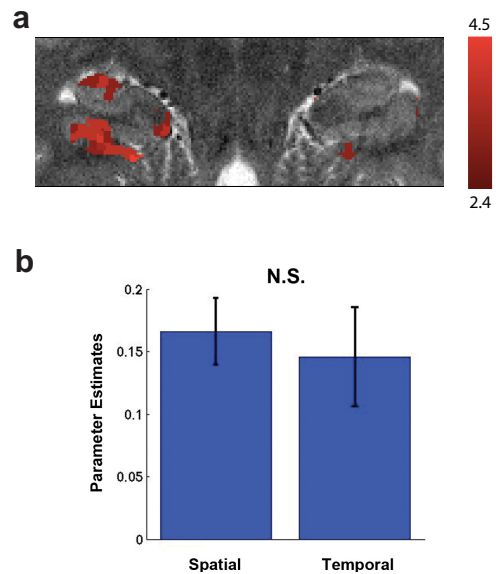 a
4.5
2.4
b
N.S.
0.2
0.15
0.1
0.05
0
Parameter Estimates
Spatial Temporal